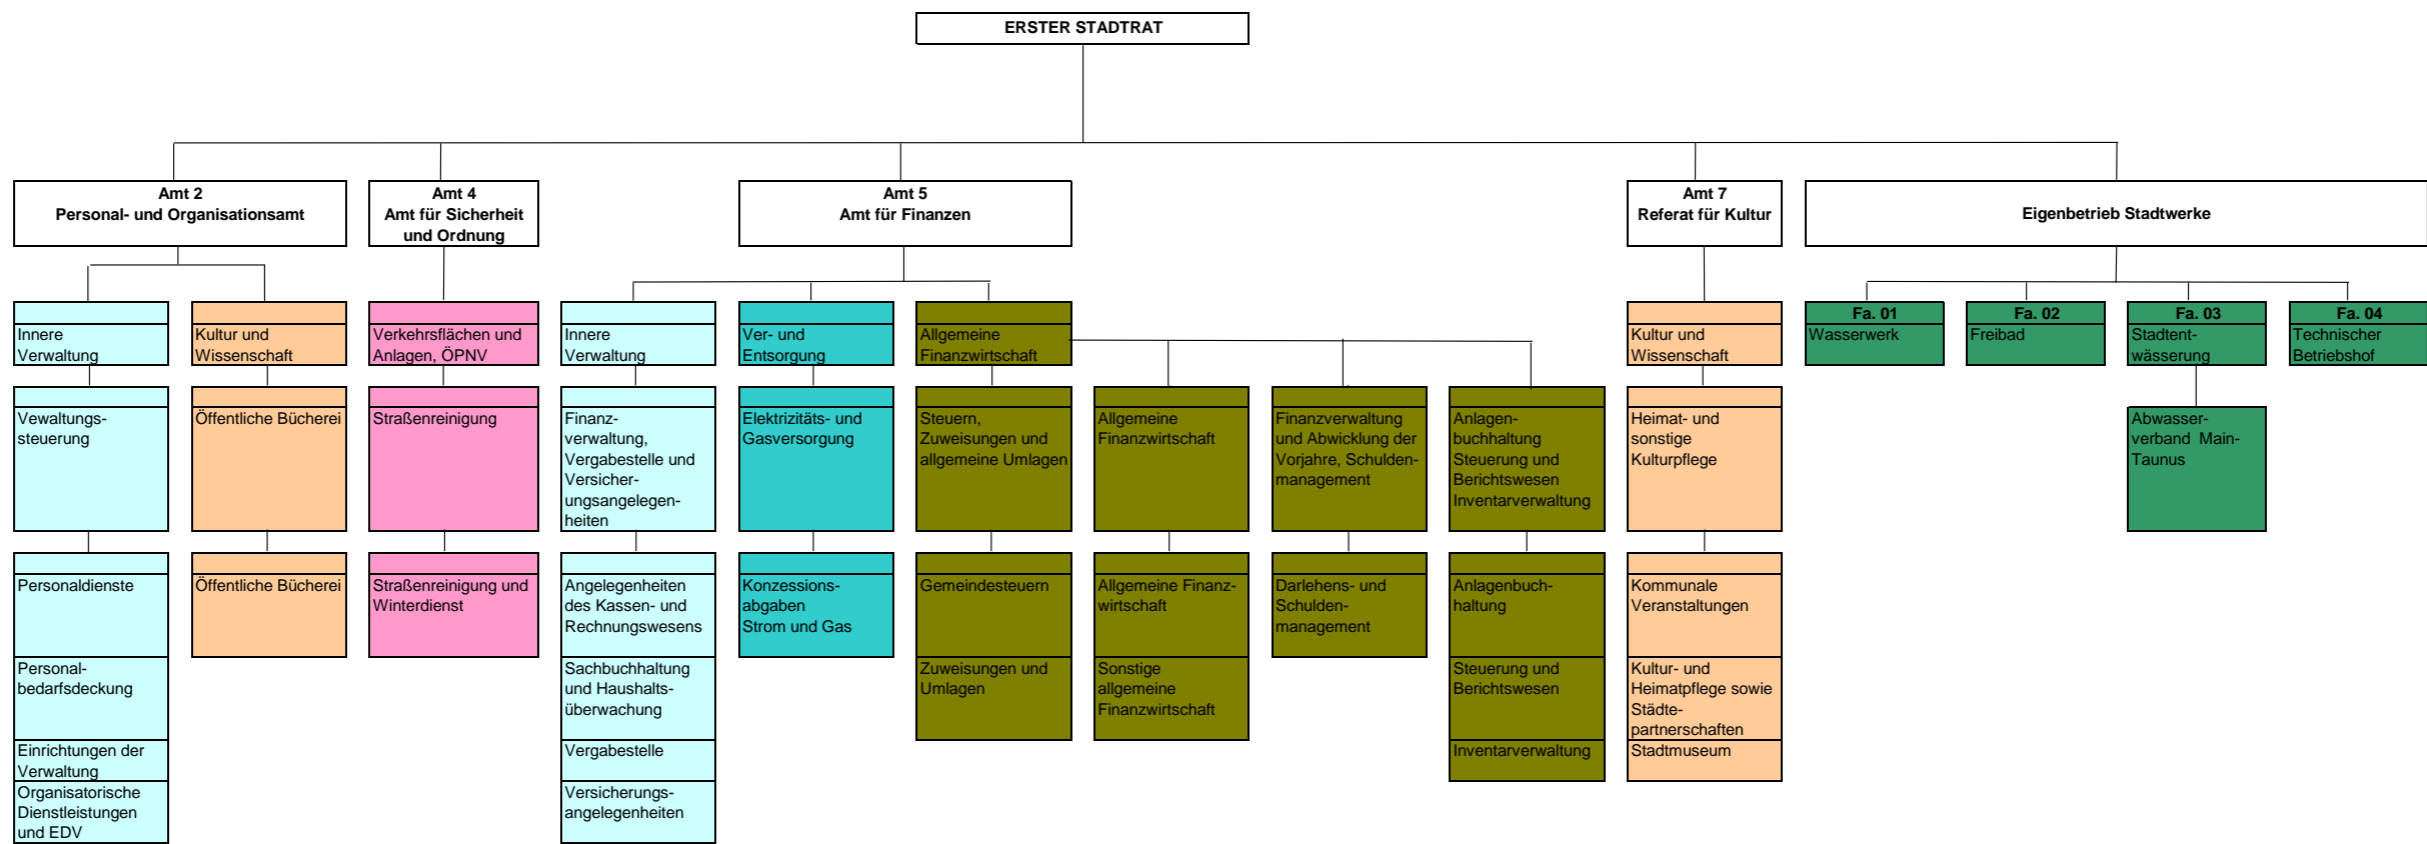 ERSTER STADTRAT
Amt 2
Personal- und Organisationsamt
Amt 4
Amt für Sicherheit
und Ordnung
Amt 5
Amt für Finanzen
Amt 7
Referat für Kultur
Eigenbetrieb Stadtwerke
Innere
Verwaltung
Kultur und
Wissenschaft
Verkehrsflächen und
Anlagen, ÖPNV
Innere
Verwaltung
Ver- und
Entsorgung
Allgemeine
Finanzwirtschaft
Kultur und
Wissenschaft
Fa. 01
Wasserwerk
Fa. 02
Freibad
Fa. 03
Stadtent-
wässerung
Fa. 04
Technischer
Betriebshof
Vewaltungs-
steuerung
Öffentliche Bücherei
Straßenreinigung
Finanz-
verwaltung,
Vergabestelle und
Versicher-
ungsangelegen-
heiten
Elektrizitäts- und
Gasversorgung
Steuern,
Zuweisungen und
allgemeine Umlagen
Allgemeine
Finanzwirtschaft
Finanzverwaltung
und Abwicklung der
Vorjahre, Schulden-
management
Anlagen-
buchhaltung
Steuerung und
Berichtswesen
Inventarverwaltung
Heimat- und
sonstige
Kulturpflege
Abwasser-
verband Main-
Taunus
Personaldienste
Personal-
bedarfsdeckung
Einrichtungen der
Verwaltung
Organisatorische
Dienstleistungen
und EDV
Öffentliche Bücherei
Straßenreinigung und
Winterdienst
Angelegenheiten
des Kassen- und
Rechnungswesens
Sachbuchhaltung
und Haushalts-
überwachung
Vergabestelle
Versicherungs-
angelegenheiten
Konzessions-
abgaben
Strom und Gas
Gemeindesteuern
Zuweisungen und
Umlagen
Allgemeine Finanz-
wirtschaft
Sonstige
allgemeine
Finanzwirtschaft
Darlehens- und
Schulden-
management
Anlagenbuch-
haltung
Steuerung und
Berichtswesen
Inventarverwaltung
Kommunale
Veranstaltungen
Kultur- und
Heimatpflege sowie
Städte-
partnerschaften
Stadtmuseum